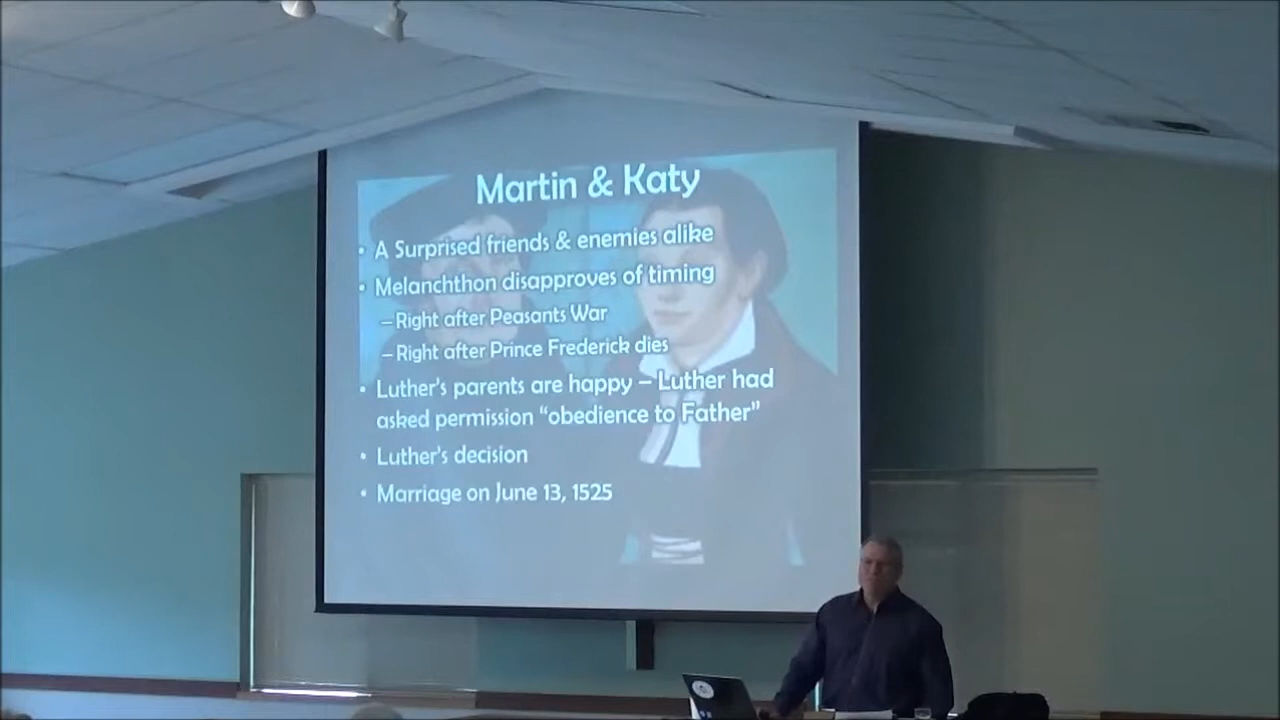 Martin & Katy
• A Surprised friends & enemies alike
• Melanchthon disapproves of timing
– Right after Peasants War
– Right after Prince Frederick dies
• Luther's parents are happy – Luther had
asked permission “obedience to Father”
• Luther's decision
• Marriage on June 13, 1525